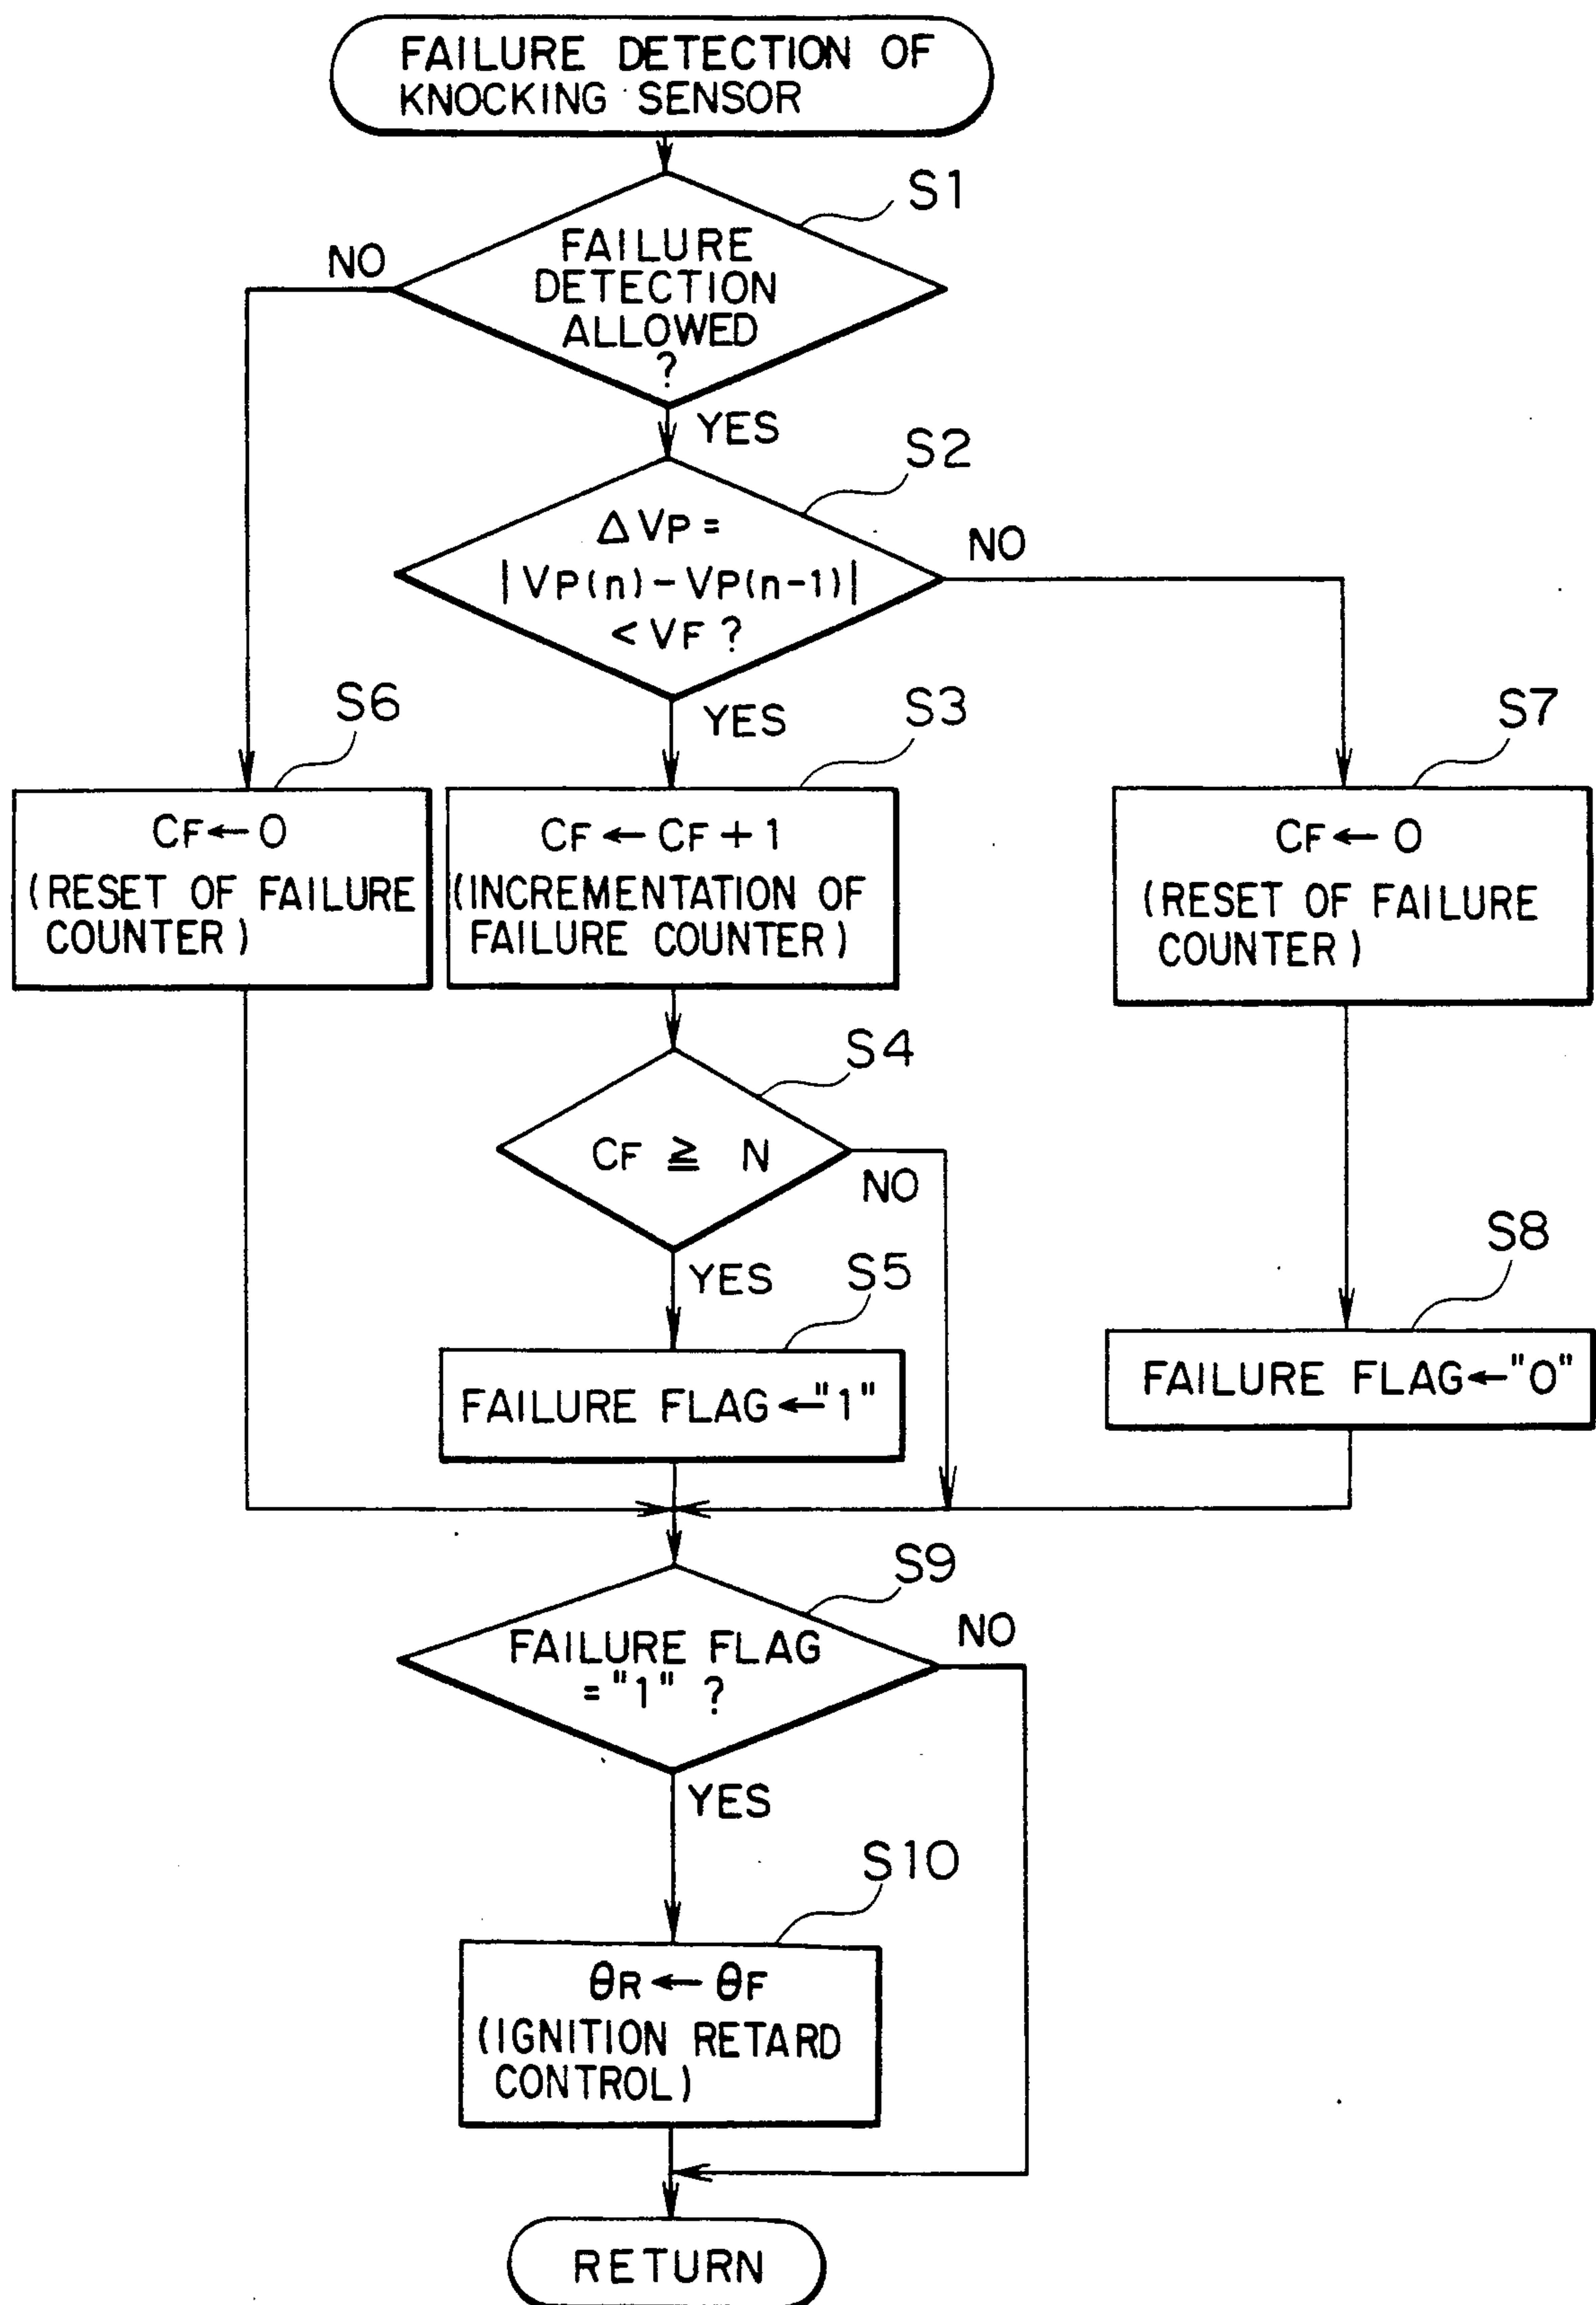 FAILURE DETECTION OF
KNOCKING SENSOR
S1
FAILURE
DETECTION
ALLOWED
?
NO
YES
S2
ΔVP =
|VP(n)-VP(n-1)|
< VF ?
NO
YES
S6
CF←0
(RESET OF FAILURE
COUNTER)
S3
CF←CF+1
(INCREMENTATION OF
FAILURE COUNTER)
S7
CF←0
(RESET OF FAILURE
COUNTER)
S4
CF ≧ N
NO
YES
S5
FAILURE FLAG←"1"
S8
FAILURE FLAG←"0"
S9
FAILURE FLAG
="1" ?
NO
YES
S10
θR←θF
(IGNITION RETARD
CONTROL)
RETURN